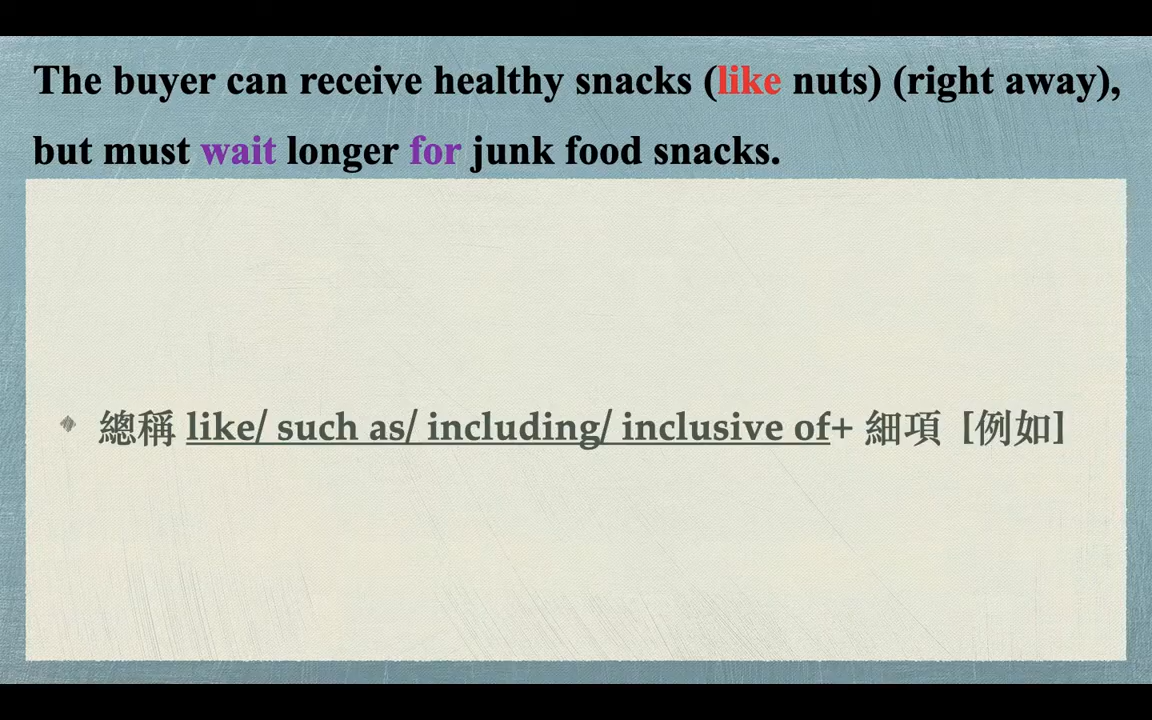 The buyer can receive healthy snacks (like nuts) (right away),
but must wait longer for junk food snacks.
總稱 like/ such as/ including/ inclusive of+ 細項 [例如]